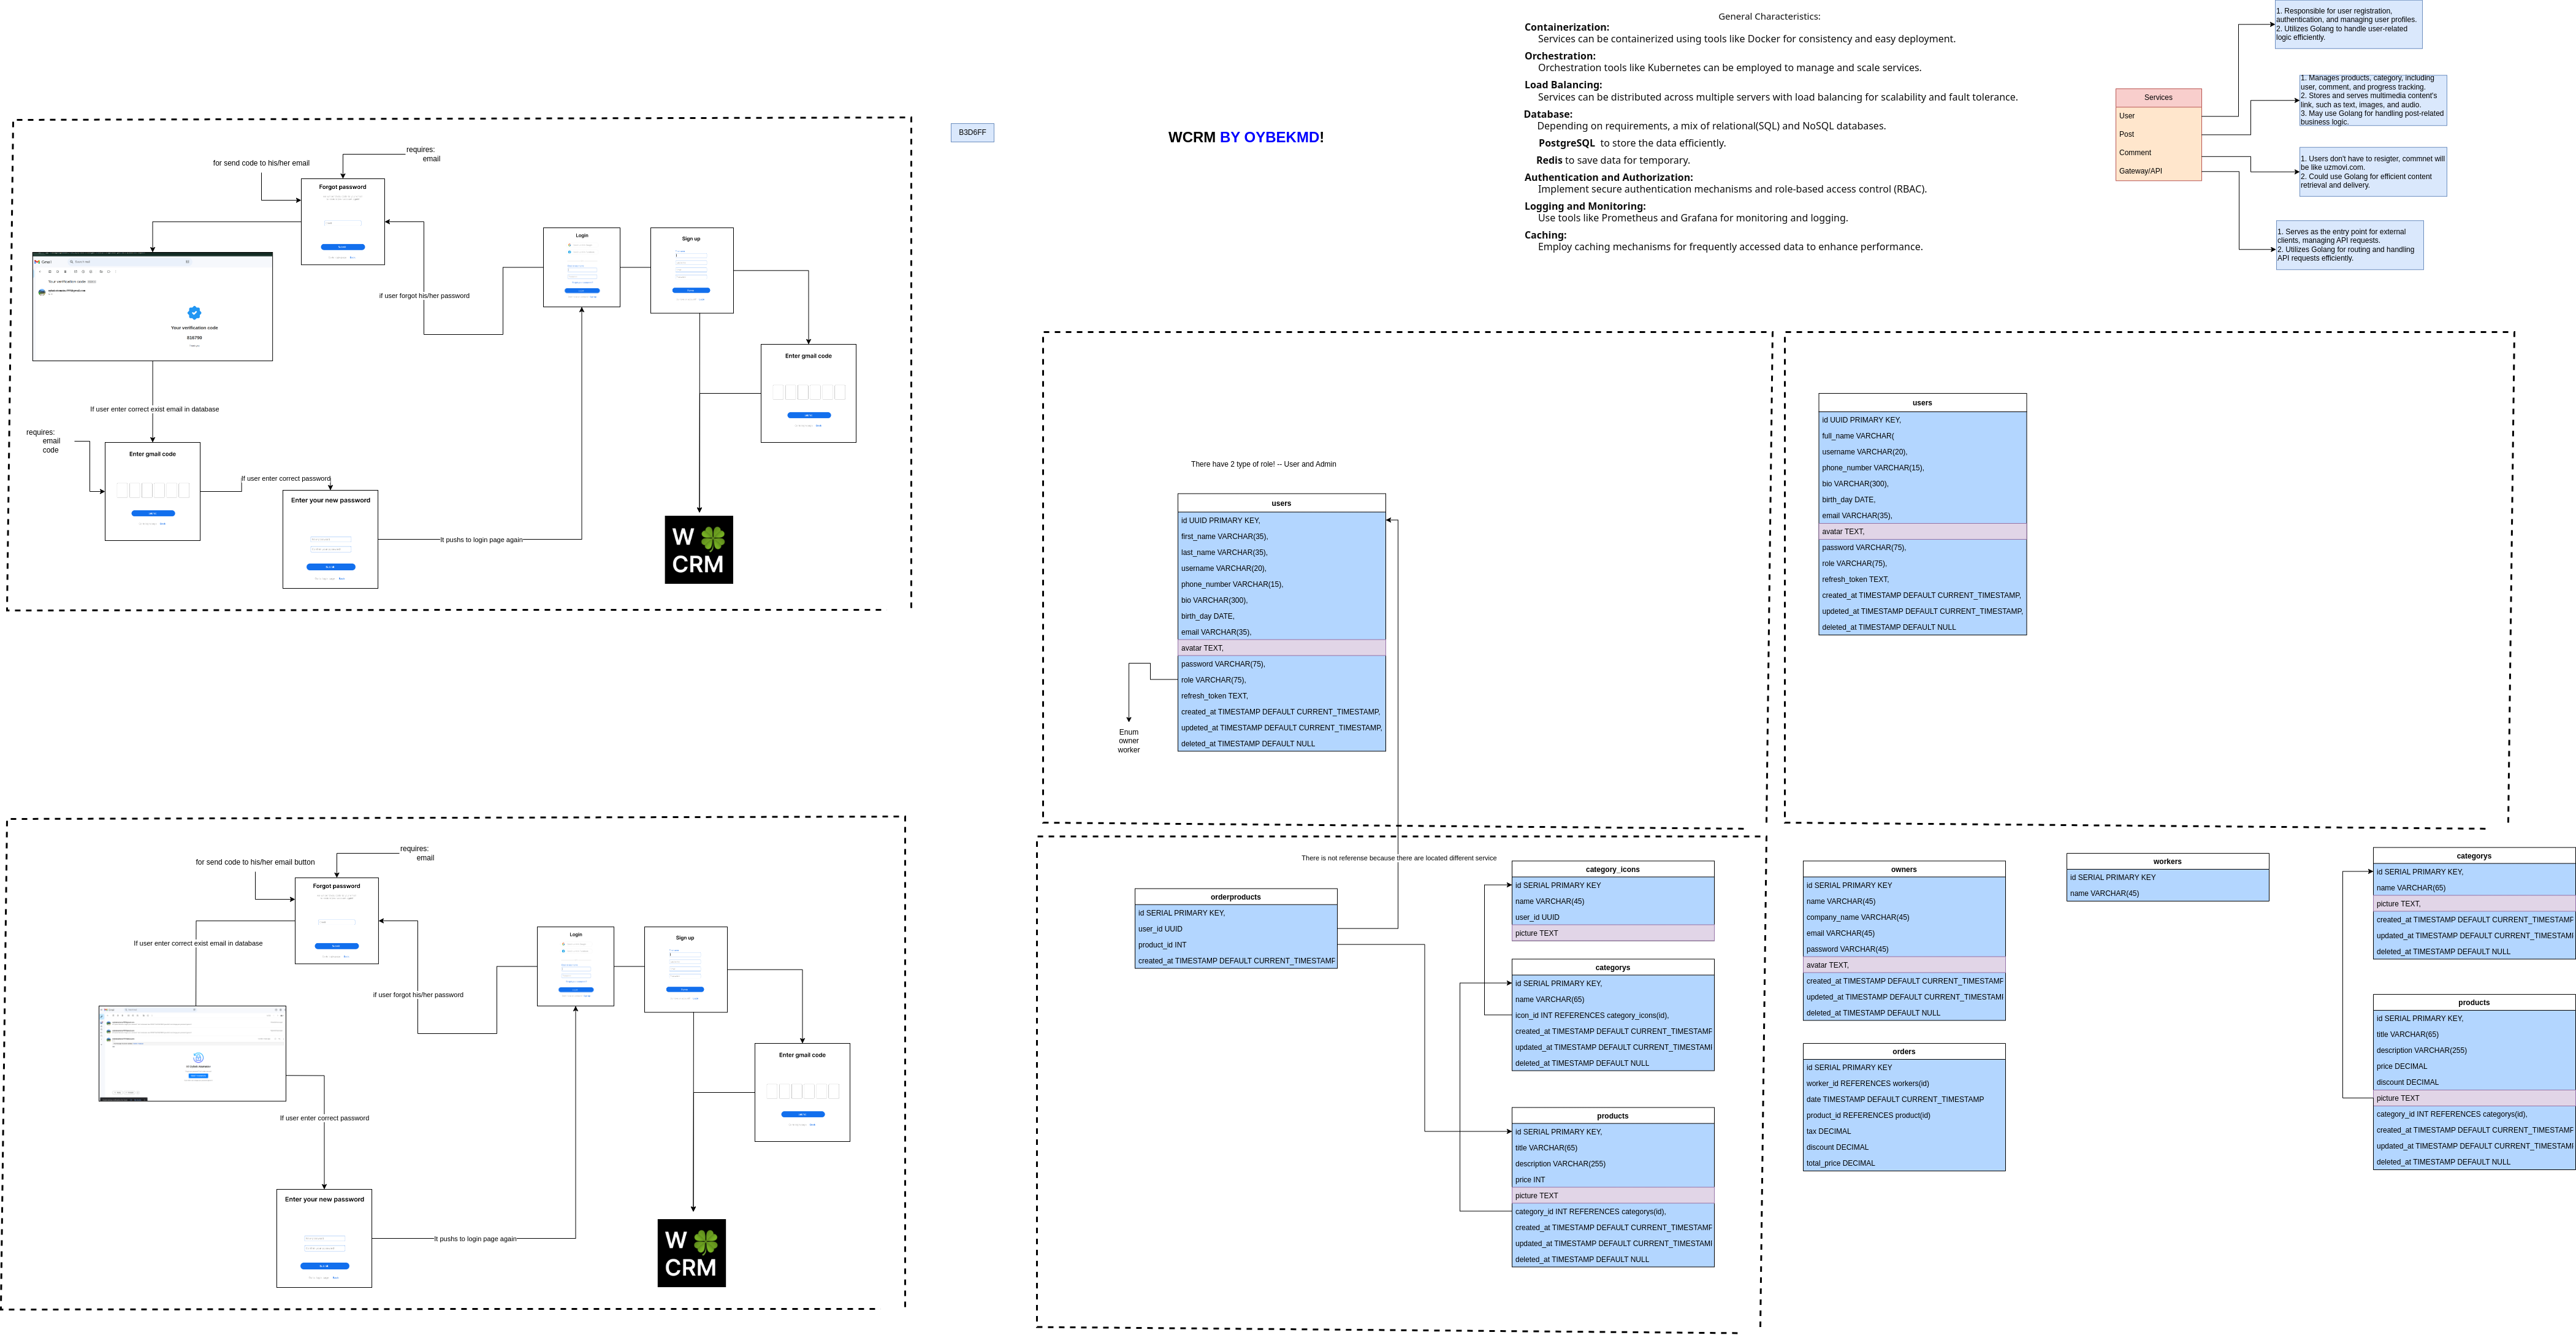 General Characteristics:
Containerization:
Services can be containerized using tools like Docker for consistency and easy deployment.
Orchestration:
Orchestration tools like Kubernetes can be employed to manage and scale services.
Load Balancing:
Services can be distributed across multiple servers with load balancing for scalability and fault tolerance.
Database:
Depending on requirements, a mix of relational(SQL) and NoSQL databases.
PostgreSQL to store the data efficiently.
Redis to save data for temporary.
Authentication and Authorization:
Implement secure authentication mechanisms and role-based access control (RBAC).
Logging and Monitoring:
Use tools like Prometheus and Grafana for monitoring and logging.
Caching:
Employ caching mechanisms for frequently accessed data to enhance performance.
Services
User
Post
Comment
Gateway/API
1. Responsible for user registration,
authentication, and managing user profiles.
2. Utilizes Golang to handle user-related
logic efficiently.
1. Manages products, category, including
user, comment, and progress tracking.
2. Stores and serves multimedia content's
link, such as text, images, and audio.
3. May use Golang for handling post-related
business logic.
1. Users don't have to resigter, commnet will
be like uzmovi.com.
2. Could use Golang for efficient content
retrieval and delivery.
1. Serves as the entry point for external
clients, managing API requests.
2. Utilizes Golang for routing and handling
API requests efficiently.
B3D6FF
WCRM BY OYBEKMD!
for send code to his/her email
requires:
email
Forgot password
Login
Sign up
if user forgot his/her password
Gmail
Your verification code
Your verification code
Enter gmail code
If user enter correct exist email in database
requires:
email
code
Enter gmail code
If user enter correct password
Enter your new password
It pushs to login page again
W
CRM
There have 2 type of role! -- User and Admin
users
id UUID PRIMARY KEY,
first_name VARCHAR(35),
last_name VARCHAR(35),
username VARCHAR(20),
phone_number VARCHAR(15),
bio VARCHAR(300),
birth_day DATE,
email VARCHAR(35),
avatar TEXT,
password VARCHAR(75),
role VARCHAR(75),
refresh_token TEXT,
created_at TIMESTAMP DEFAULT CURRENT_TIMESTAMP,
updeted_at TIMESTAMP DEFAULT CURRENT_TIMESTAMP,
deleted_at TIMESTAMP DEFAULT NULL
Enum
owner
worker
users
id UUID PRIMARY KEY,
full_name VARCHAR(
username VARCHAR(20),
phone_number VARCHAR(15),
bio VARCHAR(300),
birth_day DATE,
email VARCHAR(35),
avatar TEXT,
password VARCHAR(75),
role VARCHAR(75),
refresh_token TEXT,
created_at TIMESTAMP DEFAULT CURRENT_TIMESTAMP,
updeted_at TIMESTAMP DEFAULT CURRENT_TIMESTAMP,
deleted_at TIMESTAMP DEFAULT NULL
for send code to his/her email button
requires:
email
Forgot password
If user enter correct exist email in database
Login
Sign up
if user forgot his/her password
Enter gmail code
If user enter correct password
Enter your new password
It pushs to login page again
W
CRM
There is not referense because there are located different service
orderproducts
id SERIAL PRIMARY KEY,
user_id UUID
product_id INT
created_at TIMESTAMP DEFAULT CURRENT_TIMESTAMP
category_icons
id SERIAL PRIMARY KEY
name VARCHAR(45)
user_id UUID
picture TEXT
categorys
id SERIAL PRIMARY KEY,
name VARCHAR(65)
icon_id INT REFERENCES category_icons(id),
created_at TIMESTAMP DEFAULT CURRENT_TIMESTAMP
updated_at TIMESTAMP DEFAULT CURRENT_TIMESTAMI
deleted_at TIMESTAMP DEFAULT NULL
products
id SERIAL PRIMARY KEY,
title VARCHAR(65)
description VARCHAR(255)
price INT
picture TEXT
category_id INT REFERENCES categorys(id),
created_at TIMESTAMP DEFAULT CURRENT_TIMESTAMP
updated_at TIMESTAMP DEFAULT CURRENT_TIMESTAMI
deleted_at TIMESTAMP DEFAULT NULL
owners
id SERIAL PRIMARY KEY
name VARCHAR(45)
company_name VARCHAR(45)
email VARCHAR(45)
password VARCHAR(45)
avatar TEXT,
created_at TIMESTAMP DEFAULT CURRENT_TIMESTAMP
updeted_at TIMESTAMP DEFAULT CURRENT_TIMESTAMI
deleted_at TIMESTAMP DEFAULT NULL
orders
id SERIAL PRIMARY KEY
worker_id REFERENCES workers(id)
date TIMESTAMP DEFAULT CURRENT_TIMESTAMP
product_id REFERENCES product(id)
tax DECIMAL
discount DECIMAL
total_price DECIMAL
workers
id SERIAL PRIMARY KEY
name VARCHAR(45)
categorys
id SERIAL PRIMARY KEY,
name VARCHAR(65)
picture TEXT,
created_at TIMESTAMP DEFAULT CURRENT_TIMESTAMP
updated_at TIMESTAMP DEFAULT CURRENT_TIMESTAMI
deleted_at TIMESTAMP DEFAULT NULL
products
id SERIAL PRIMARY KEY,
title VARCHAR(65)
description VARCHAR(255)
price DECIMAL
discount DECIMAL
picture TEXT
category_id INT REFERENCES categorys(id),
created_at TIMESTAMP DEFAULT CURRENT_TIMESTAMP
updated_at TIMESTAMP DEFAULT CURRENT_TIMESTAMI
deleted_at TIMESTAMP DEFAULT NULL